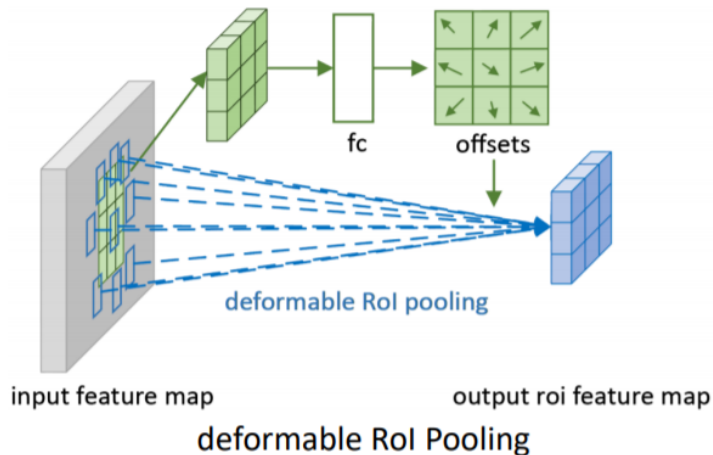 fc
offsets
deformable RoI pooling
input feature map
output roi feature map
deformable RoI Pooling